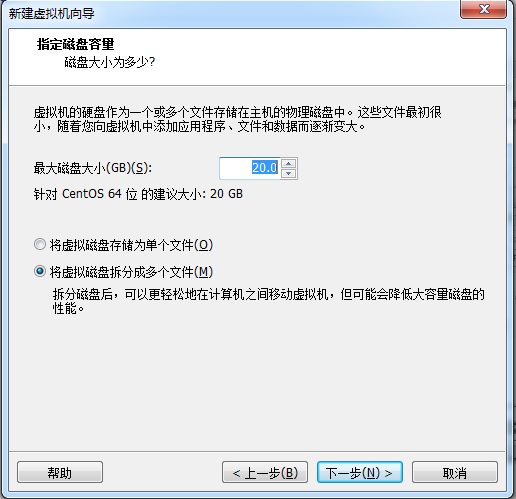 新建虚拟机向导
指定磁盘容量
磁盘大小为多少?
虚拟机的硬盘作为一个或多个文件存储在主机的物理磁盘中。这些文件最初很
小，随着您向虚拟机中添加应用程序、文件和数据而逐渐变大。
最大磁盘大小(GB)(S): 20.0
针对 CentOS 64 位 的建议大小: 20 GB
将虚拟磁盘存储为单个文件(O)
将虚拟磁盘拆分成多个文件(M)
拆分磁盘后，可以更轻松地在计算机之间移动虚拟机，但可能会降低大容量磁盘的
性能。
帮助 < 上一步(B) 下一步(N) > 取消